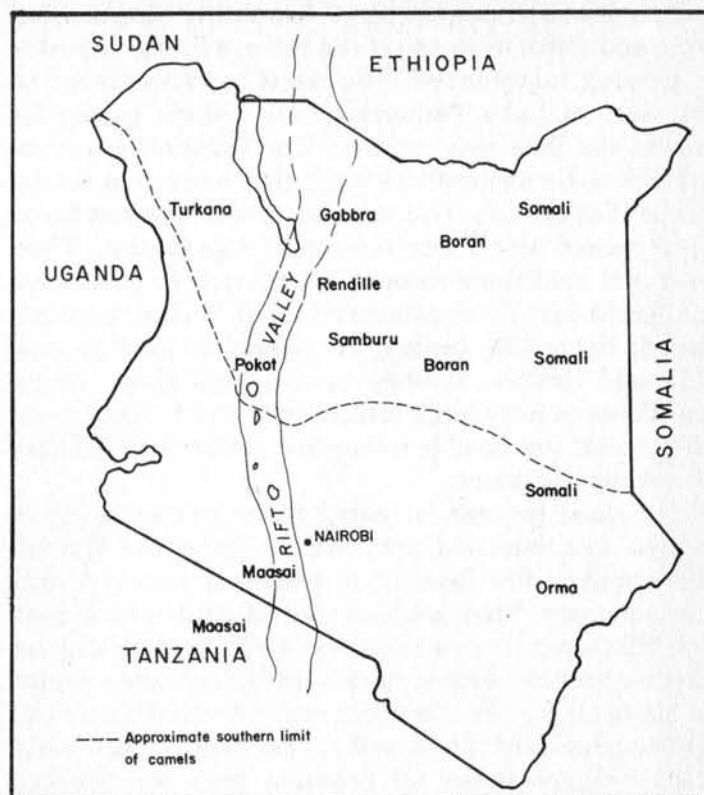 SUDAN
ETHIOPIA
Turkana
Gabbra
Somali
Boran
UGANDA
Rendille
VALLEY
Samburu
Pokot
Boran
Somali
SOMALIA
Somali
RIFT
NAIROBI
Maasai
Orma
Maasai
TANZANIA
Approximate southern limit
of camels